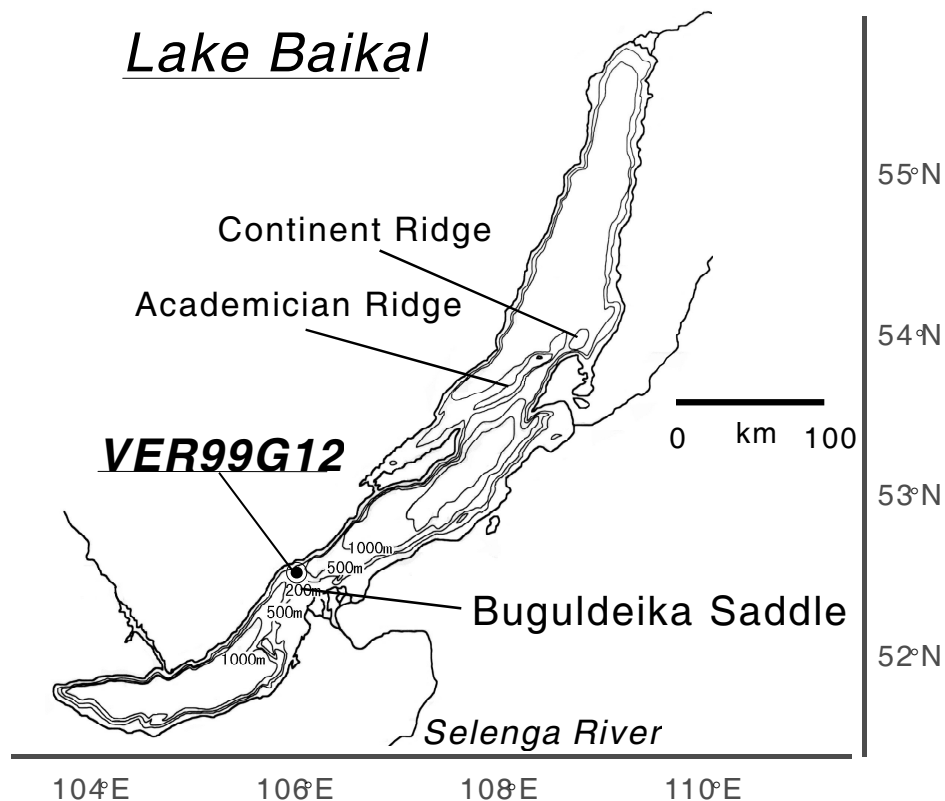 Lake Baikal
55°N
Continent Ridge
Academician Ridge
54°N
0 km 100
VER99G12
53°N
1000m
500m
200m
Buguldeika Saddle
500m
1000m
52°N
Selenga River
104°E 106°E 108°E 110°E